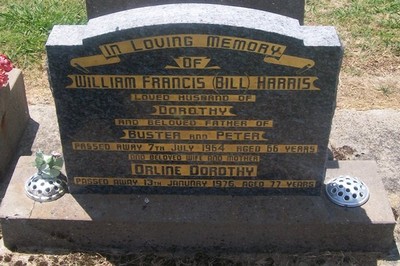 IN LOVING MEMORY
OF
WILLIAM FRANCIS (BILL) HARRIS
LOVED HUSBAND OF
DOROTHY
AND BELOVED FATHER OF
BUSTER AND PETER
PASSED AWAY 7TH JULY 1964 AGED 66 YEARS
AND BELOVED WIFE AND MOTHER
ORLINE DOROTHY
PASSED AWAY 13TH JANUARY 1976 AGED 77 YEARS